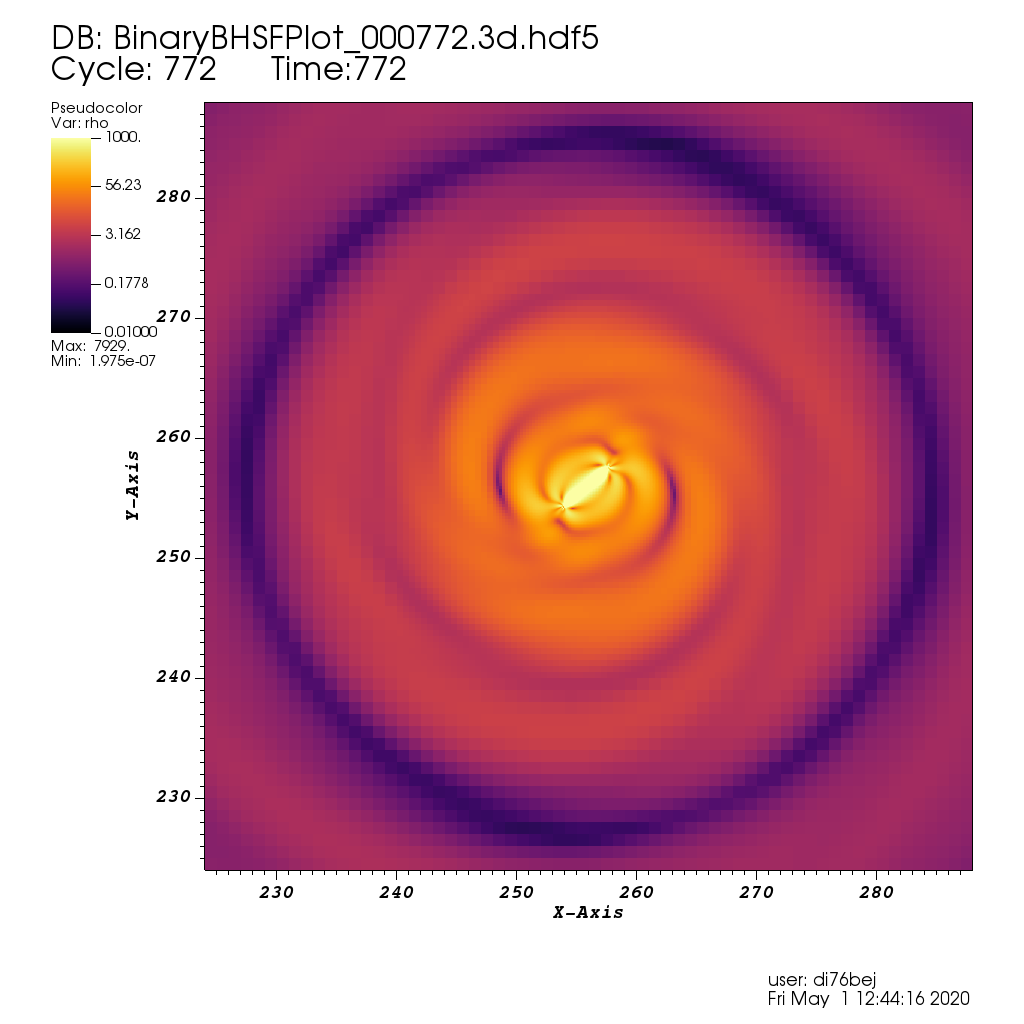 DB: BinaryBHSFPlot_000772.3d.hdf5
Cycle: 772 Time:772
Pseudocolor
Var: rho
1000.
56.23
3.162
0.1778
0.01000
Max: 7929.
Min: 1.975e-07
280
270
260
250
240
230
Y-Axis
230 240 250 260 270 280
X-Axis
user: di76bej
Fri May 1 12:44:16 2020